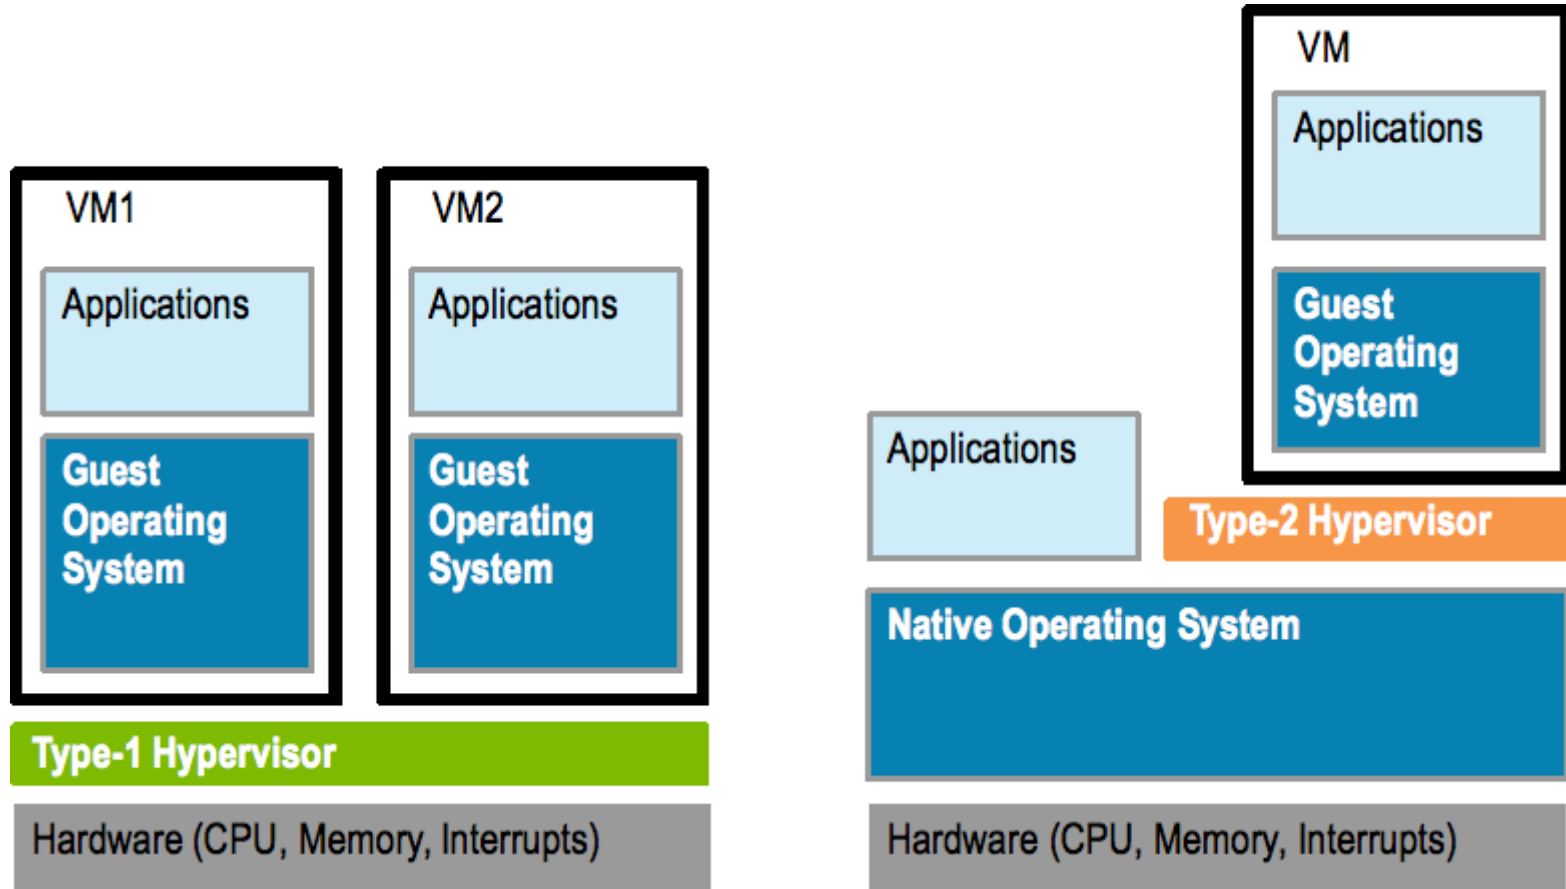 VM1
Applications
Guest
Operating
System
VM2
Applications
Guest
Operating
System
Type-1 Hypervisor
Hardware (CPU, Memory, Interrupts)
VM
Applications
Guest
Operating
System
Applications
Type-2 Hypervisor
Native Operating System
Hardware (CPU, Memory, Interrupts)